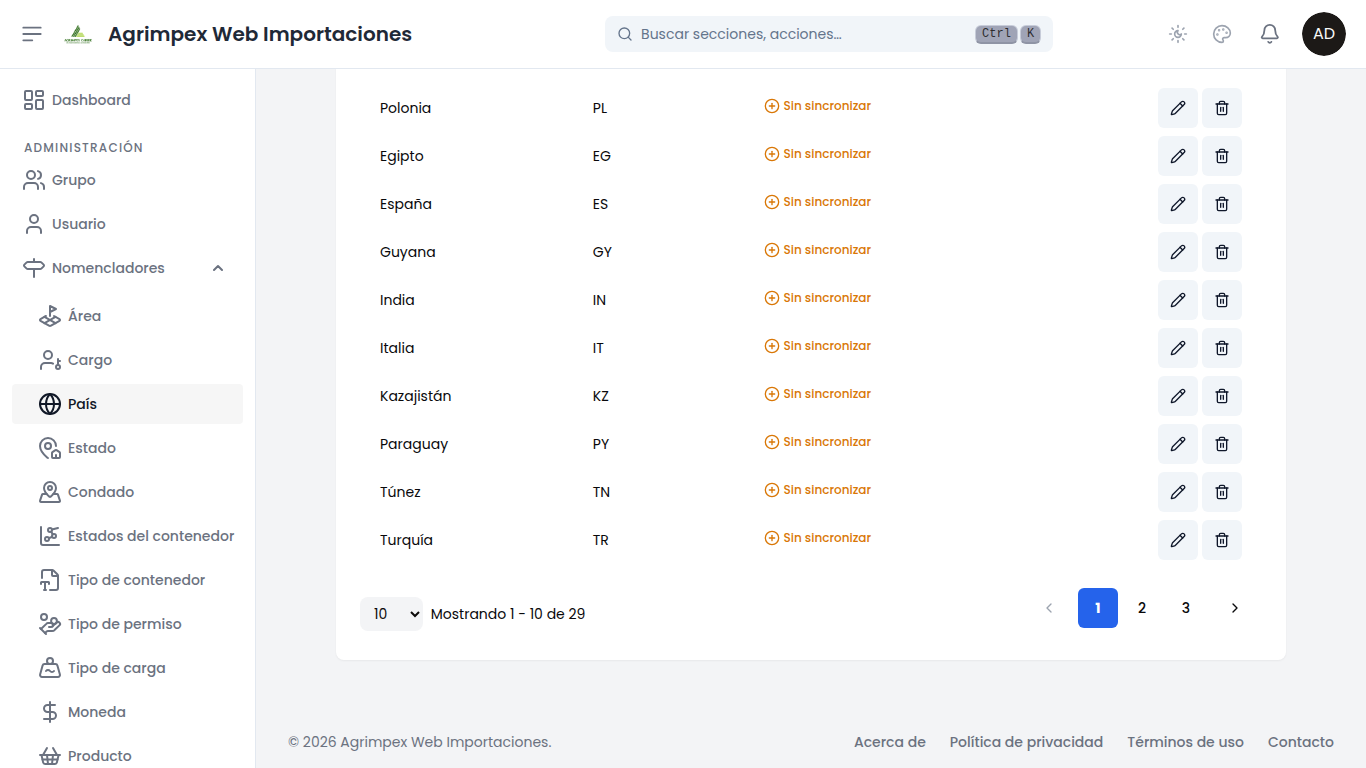 Agrimpex Web Importaciones
Buscar secciones, acciones...
Ctrl K
AD
Dashboard
ADMINISTRACIÓN
Grupo
Usuario
Nomencladores
Área
Cargo
País
Estado
Condado
Estados del contenedor
Tipo de contenedor
Tipo de permiso
Tipo de carga
Moneda
Producto
Polonia PL Sin sincronizar
Egipto EG Sin sincronizar
España ES Sin sincronizar
Guyana GY Sin sincronizar
India IN Sin sincronizar
Italia IT Sin sincronizar
Kazajistán KZ Sin sincronizar
Paraguay PY Sin sincronizar
Túnez TN Sin sincronizar
Turquía TR Sin sincronizar
10 Mostrando 1 - 10 de 29
1 2 3
© 2026 Agrimpex Web Importaciones.
Acerca de Política de privacidad Términos de uso Contacto